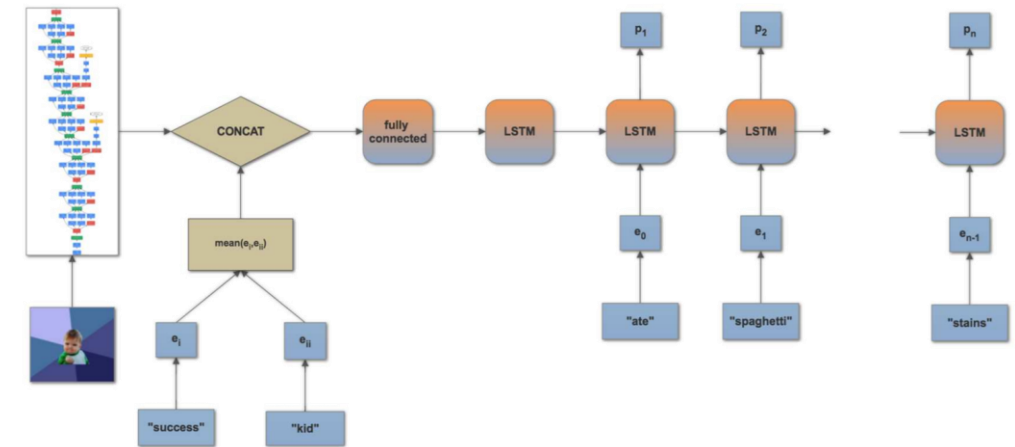 p1
p2
pn
CONCAT
fully
connected
LSTM
LSTM
LSTM
LSTM
mean(ei,eii)
e0
e1
en-1
"ate"
"spaghetti"
"stains"
ei
eii
"success"
"kid"